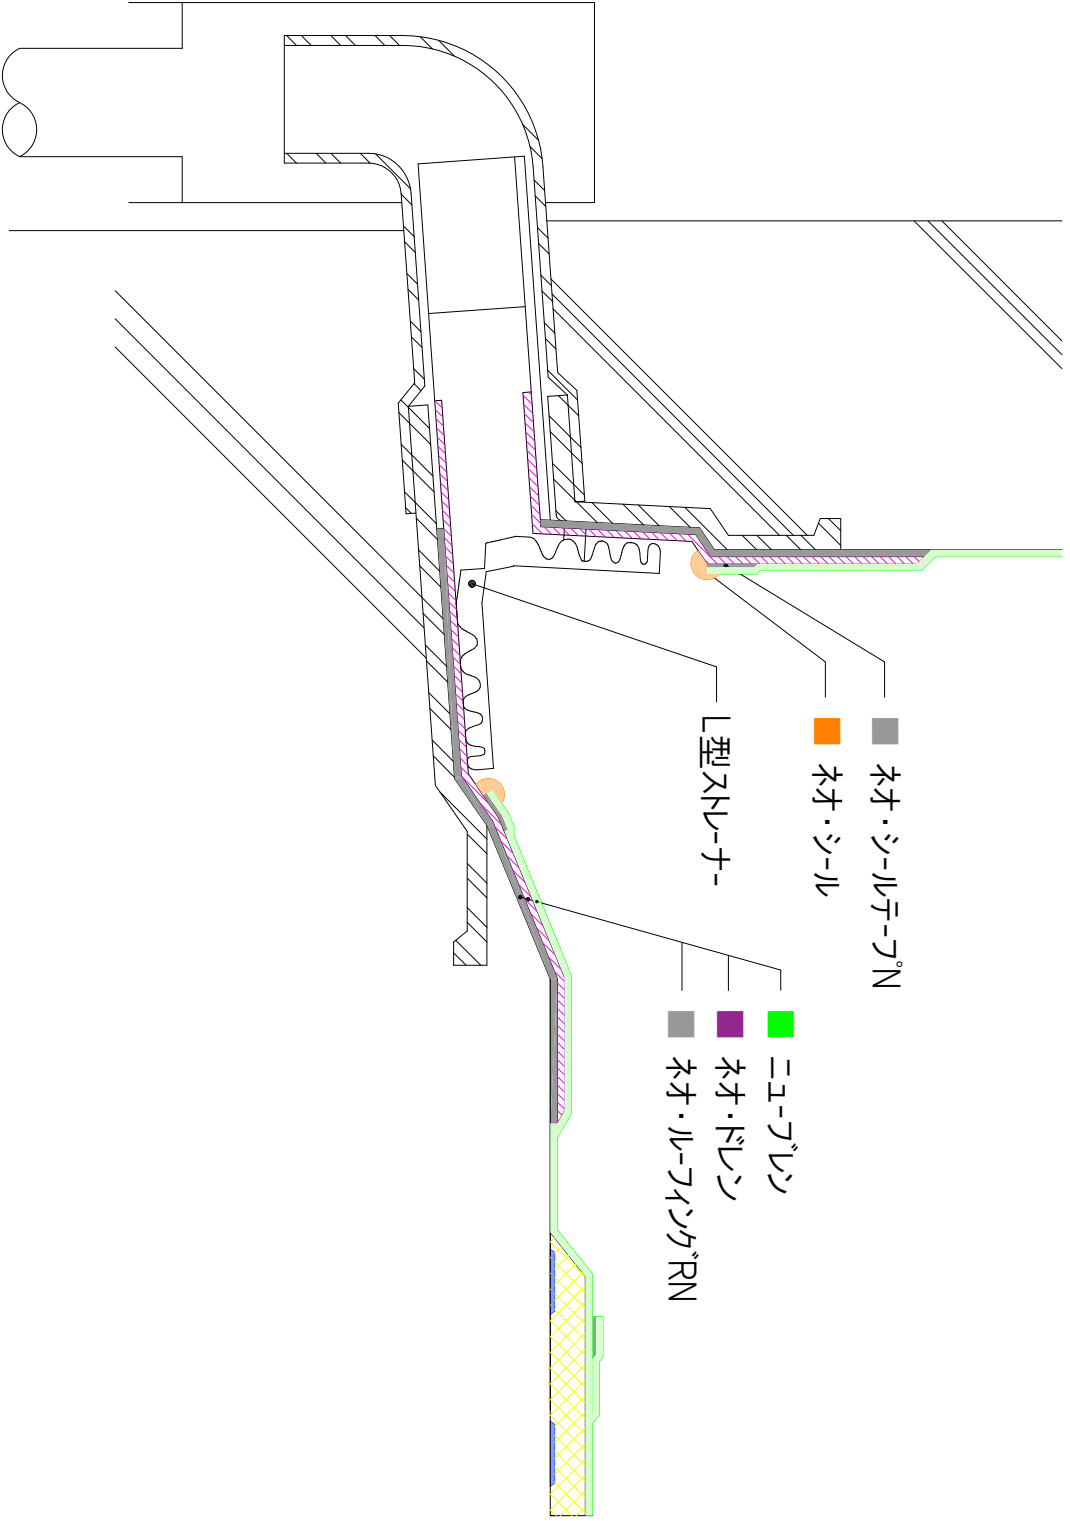 ネオ・シールテープN
ネオ・シール
L型ストレーナー
ニューブレン
ネオ・ドレン
ネオ・ルーフィングRN